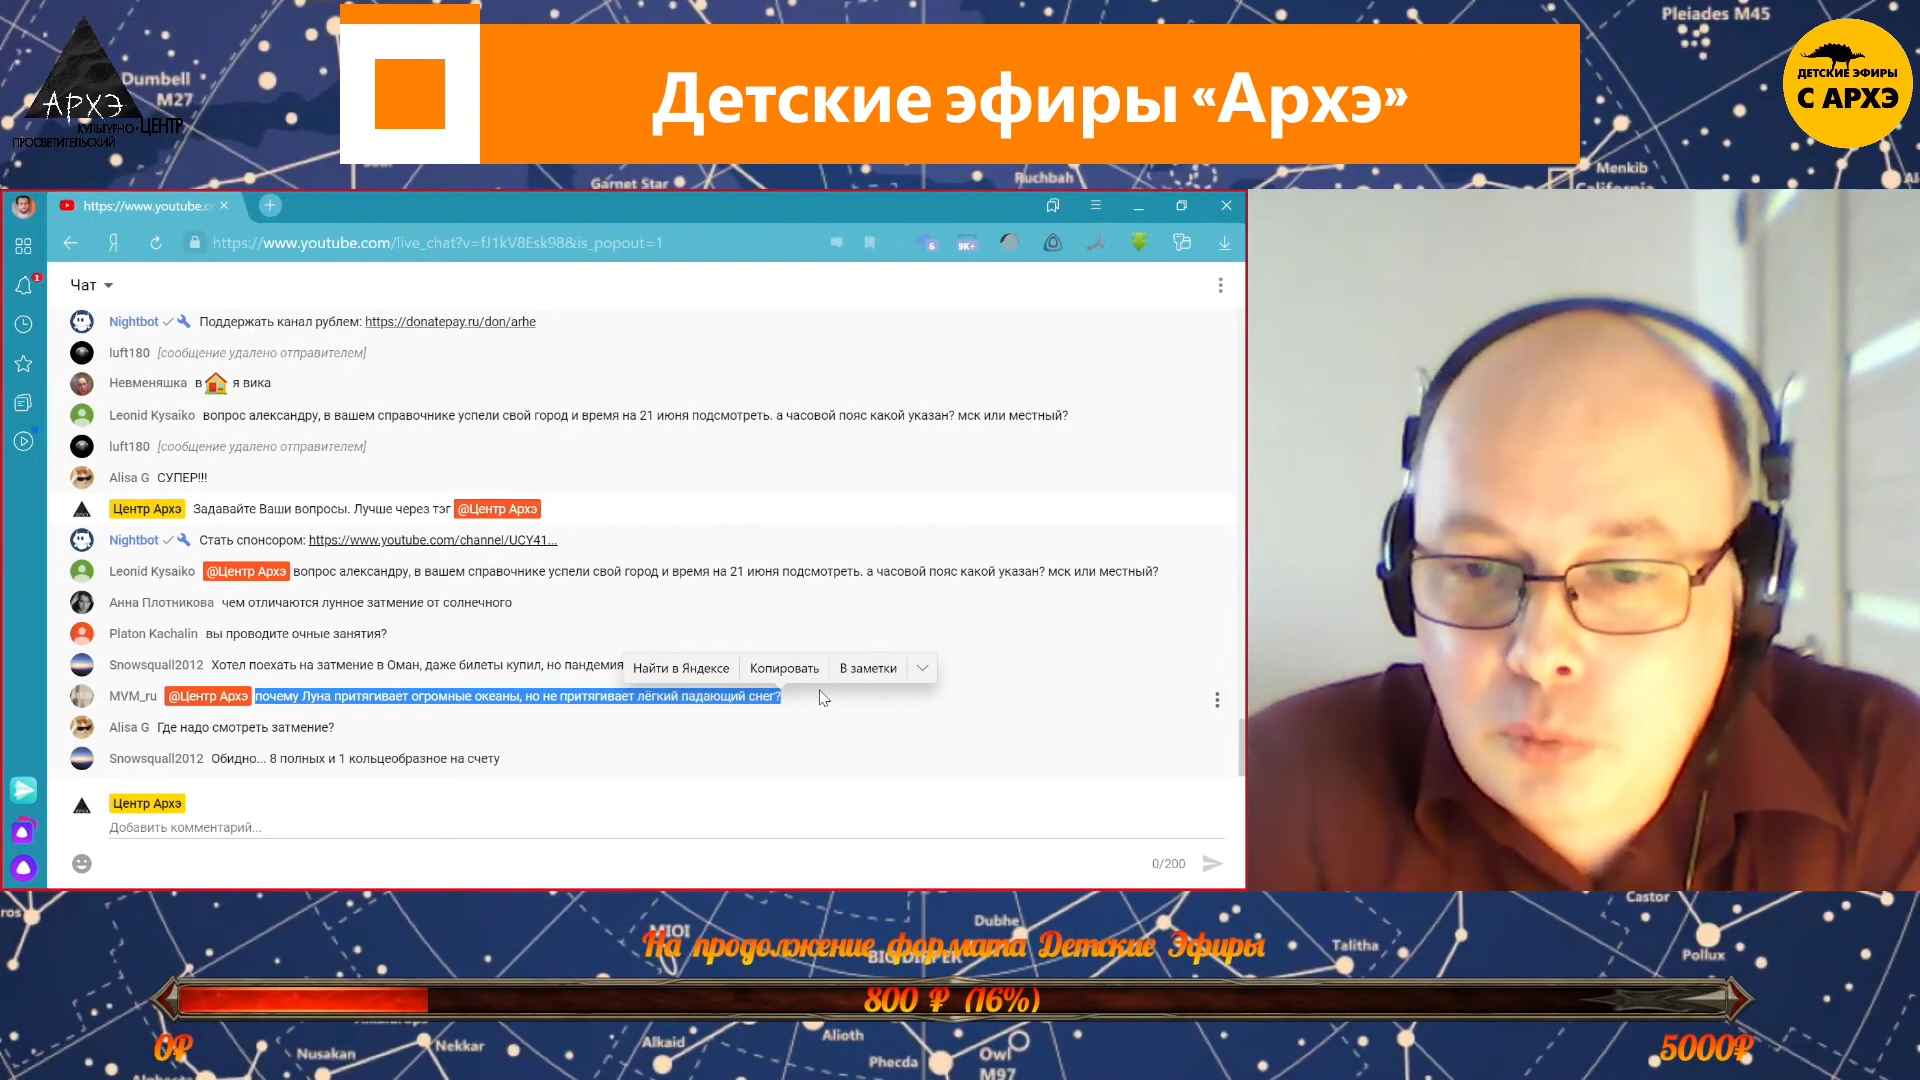 Pleiades M45
Dumbell
M27
АРХЭ
КУЛЬТУРНО-ЦЕНТР
ПРОСВЕТИТЕЛЬСКИЙ
Детские эфиры «Архэ»
ДЕТСКИЕ ЭФИРЫ
С АРХЭ
Garnet Star
Ruchbah
Menkib
California
https://www.youtube.c
https://www.youtube.com/live_chat?v=fJ1kV8Esk98&is_popout=1
6
9K+
1
Чат
Nightbot Поддержать канал рублем: https://donatepay.ru/don/arhe
luft180 [сообщение удалено отправителем]
Невменяшка в я вика
Leonid Kysaiko вопрос александру, в вашем справочнике успели свой город и время на 21 июня подсмотреть. а часовой пояс какой указан? мск или местный?
luft180 [сообщение удалено отправителем]
Alisa G СУПЕР!!!
Центр Архэ Задавайте Ваши вопросы. Лучше через тэг @Центр Архэ
Nightbot Стать спонсором: https://www.youtube.com/channel/UCY41...
Leonid Kysaiko @Центр Архэ вопрос александру, в вашем справочнике успели свой город и время на 21 июня подсмотреть. а часовой пояс какой указан? мск или местный?
Анна Плотникова чем отличаются лунное затмение от солнечного
Platon Kachalin вы проводите очные занятия?
Snowsquall2012 Хотел поехать на затмение в Оман, даже билеты купил, но пандемия
Найти в Яндексе Копировать В заметки
MVM_ru @Центр Архэ почему Луна притягивает огромные океаны, но не притягивает лёгкий падающий снег?
Alisa G Где надо смотреть затмение?
Snowsquall2012 Обидно... 8 полных и 1 кольцеобразное на счету
Центр Архэ
Добавить комментарий...
0/200
Castor
Dubhe
На продолжение формата Детские Эфиры
Talitha
Pollux
800 ₽ (16%)
0₽
5000₽
Nusakan
Nekkar
Alkaid
Alioth
Phecda
Owl
M97